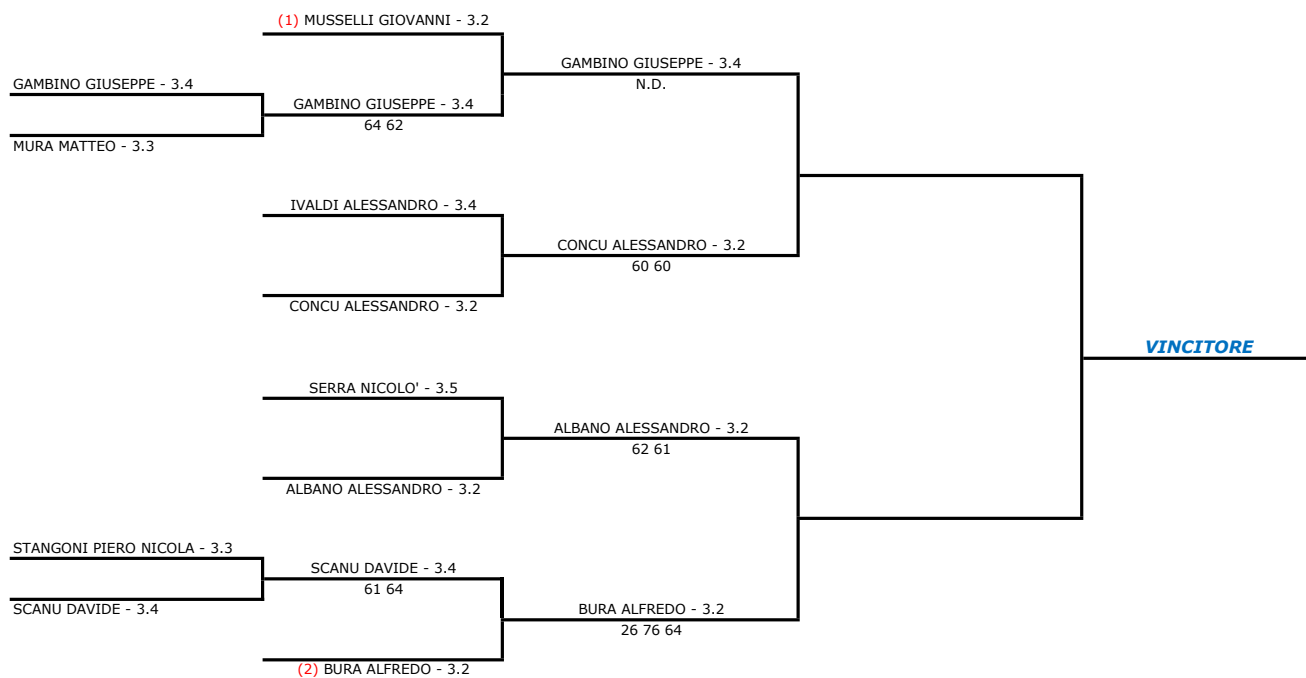 (1) MUSSELLI GIOVANNI - 3.2
GAMBINO GIUSEPPE - 3.4
N.D.
GAMBINO GIUSEPPE - 3.4
GAMBINO GIUSEPPE - 3.4
64 62
MURA MATTEO - 3.3
IVALDI ALESSANDRO - 3.4
CONCU ALESSANDRO - 3.2
60 60
CONCU ALESSANDRO - 3.2
VINCITORE
SERRA NICOLO' - 3.5
ALBANO ALESSANDRO - 3.2
62 61
ALBANO ALESSANDRO - 3.2
STANGONI PIERO NICOLA - 3.3
SCANU DAVIDE - 3.4
61 64
SCANU DAVIDE - 3.4
BURA ALFREDO - 3.2
26 76 64
(2) BURA ALFREDO - 3.2